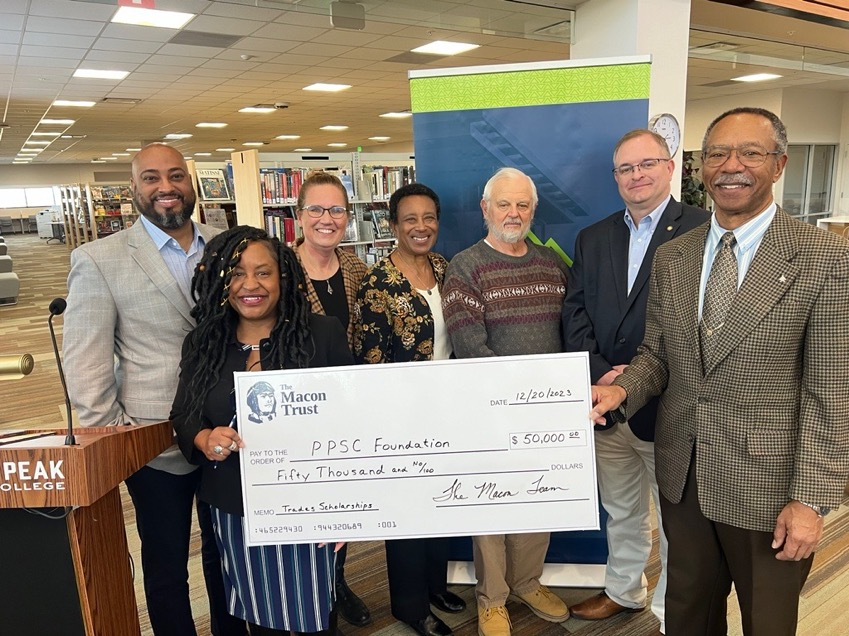 PEAK
COLLEGE
The
Macon
Trust
DATE 12/20/2023
PAY TO THE
ORDER OF PPSC Foundation $ 50,000 00
Fifty Thousand and No/100 DOLLARS
MEMO Trades Scholarships The Macon Team
:465229430 :944320689 :001